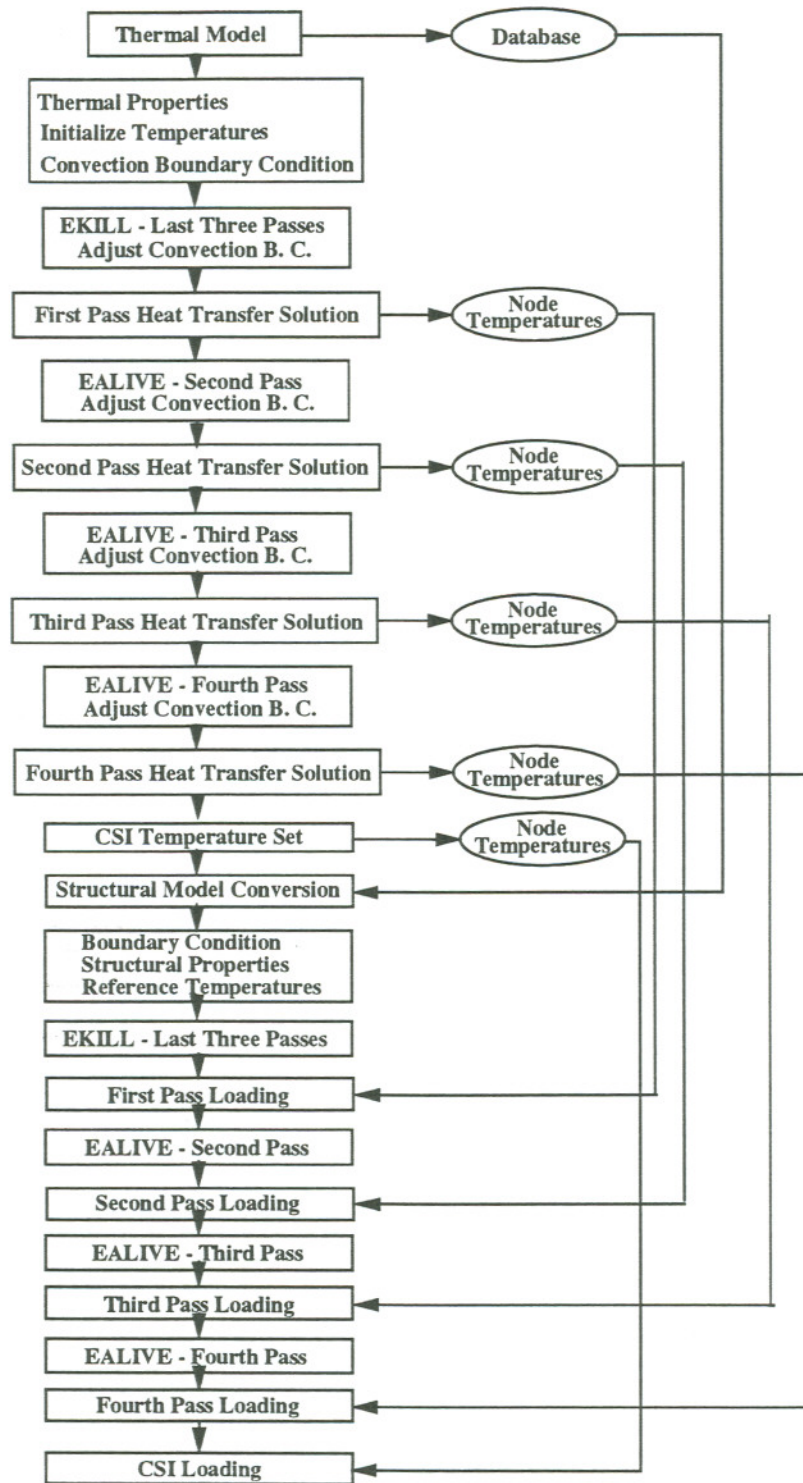 Thermal Model
Database
Thermal Properties
Initialize Temperatures
Convection Boundary Condition
EKILL - Last Three Passes
Adjust Convection B. C.
First Pass Heat Transfer Solution
Node
Temperatures
EALIVE - Second Pass
Adjust Convection B. C.
Second Pass Heat Transfer Solution
Node
Temperatures
EALIVE - Third Pass
Adjust Convection B. C.
Third Pass Heat Transfer Solution
Node
Temperatures
EALIVE - Fourth Pass
Adjust Convection B. C.
Fourth Pass Heat Transfer Solution
Node
Temperatures
CSI Temperature Set
Node
Temperatures
Structural Model Conversion
Boundary Condition
Structural Properties
Reference Temperatures
EKILL - Last Three Passes
First Pass Loading
EALIVE - Second Pass
Second Pass Loading
EALIVE - Third Pass
Third Pass Loading
EALIVE - Fourth Pass
Fourth Pass Loading
CSI Loading